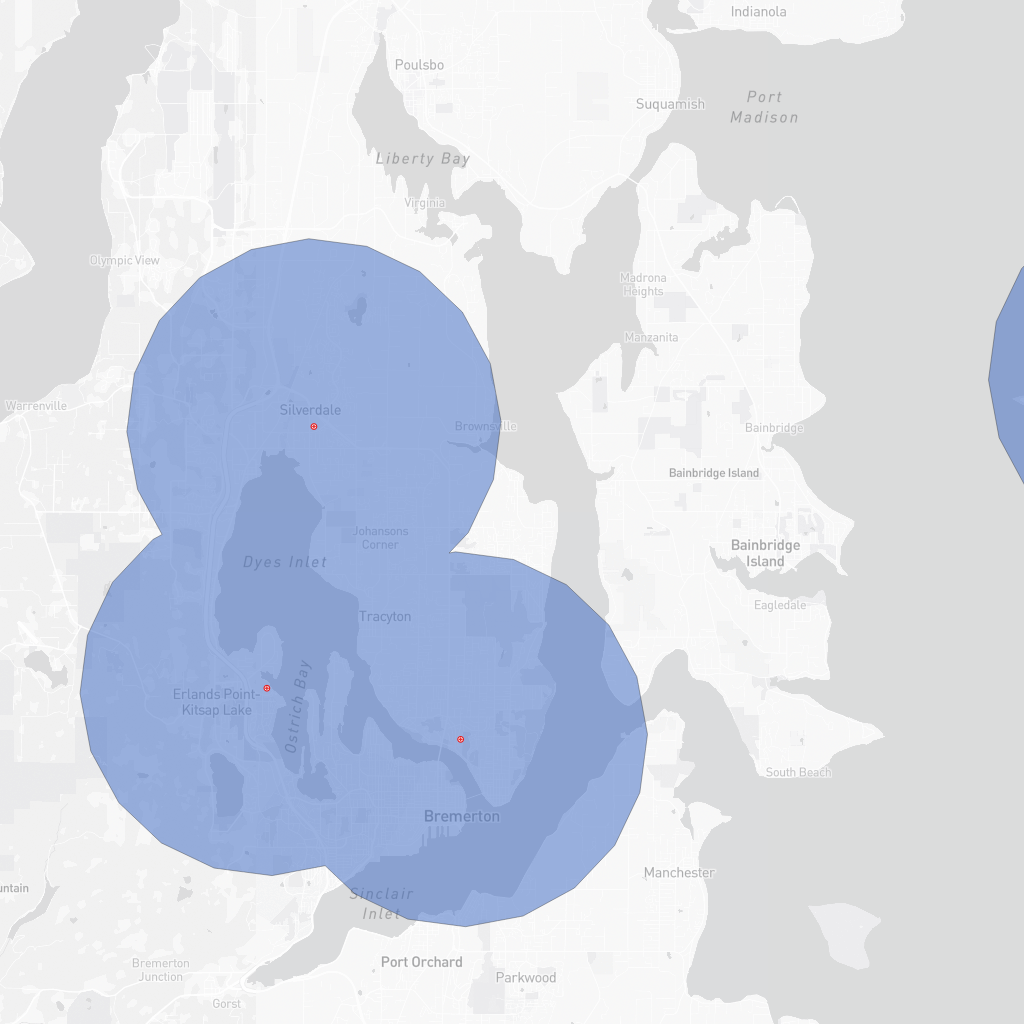 Indianola
Poulsbo
Port
Madison
Suquamish
Liberty Bay
Virginia
Olympic View
Madrona
Heights
Manzanita
Warrenville
Silverdale
Brownsville
Bainbridge
Bainbridge Island
Johansons
Corner
Bainbridge
Island
Dyes Inlet
Eagledale
Tracyton
Erlands Point-
Kitsap Lake
Ostrich Bay
South Beach
Bremerton
Manchester
untain
Sinclair
Inlet
Port Orchard
Bremerton
Junction
Parkwood
Gorst